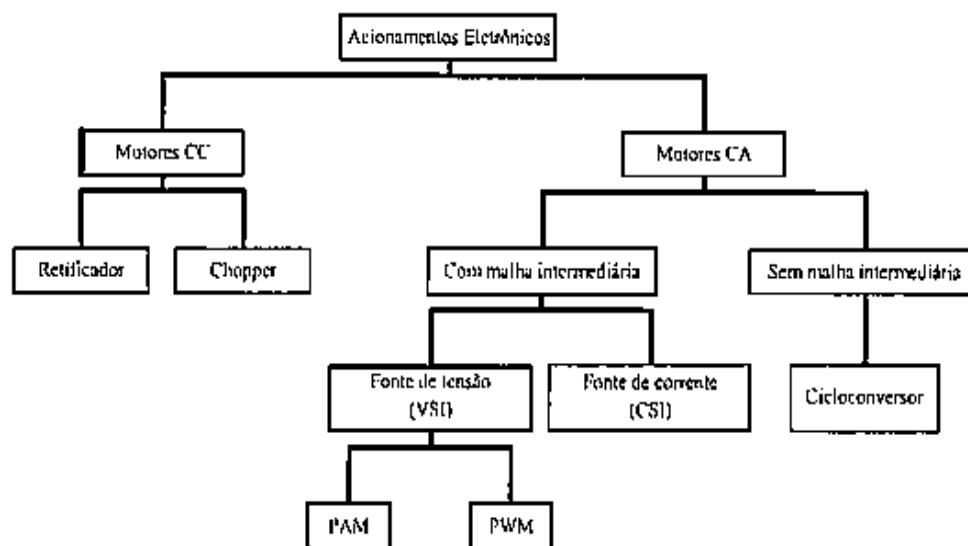 Acionamentos Eletrônicos
Motores CC
Motores CA
Retificador
Chopper
Com malha intermediária
Sem malha intermediária
Fonte de tensão
(VSI)
Fonte de corrente
(CSI)
Cicloconversor
PAM
PWM